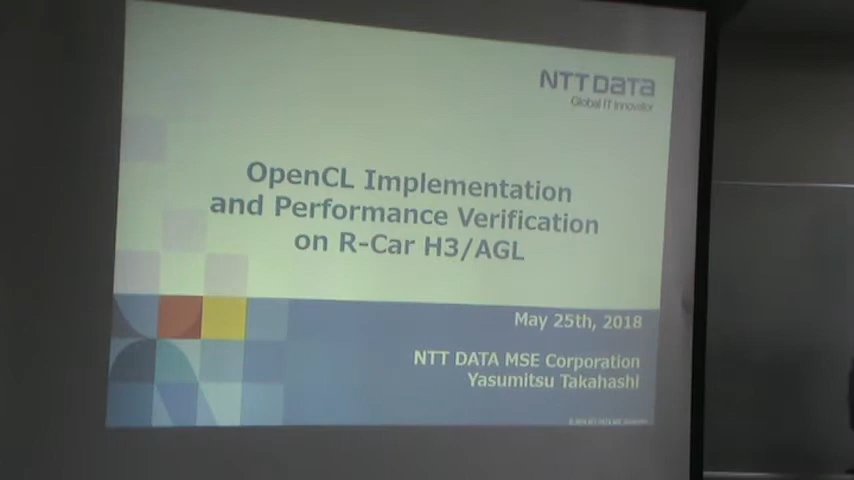 NTT DATA
Global IT Innovator
OpenCL Implementation
and Performance Verification
on R-Car H3/AGL
May 25th, 2018
NTT DATA MSE Corporation
Yasumitsu Takahashi